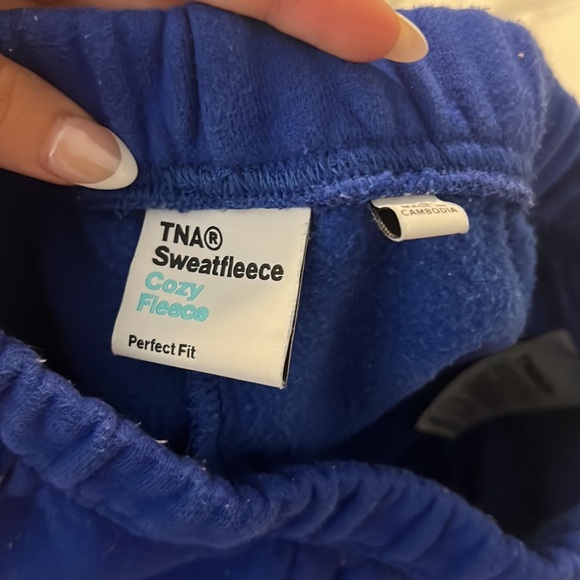 TNA®
Sweatfleece
Cozy
Fleece
Perfect Fit
MADE IN
CAMBODIA